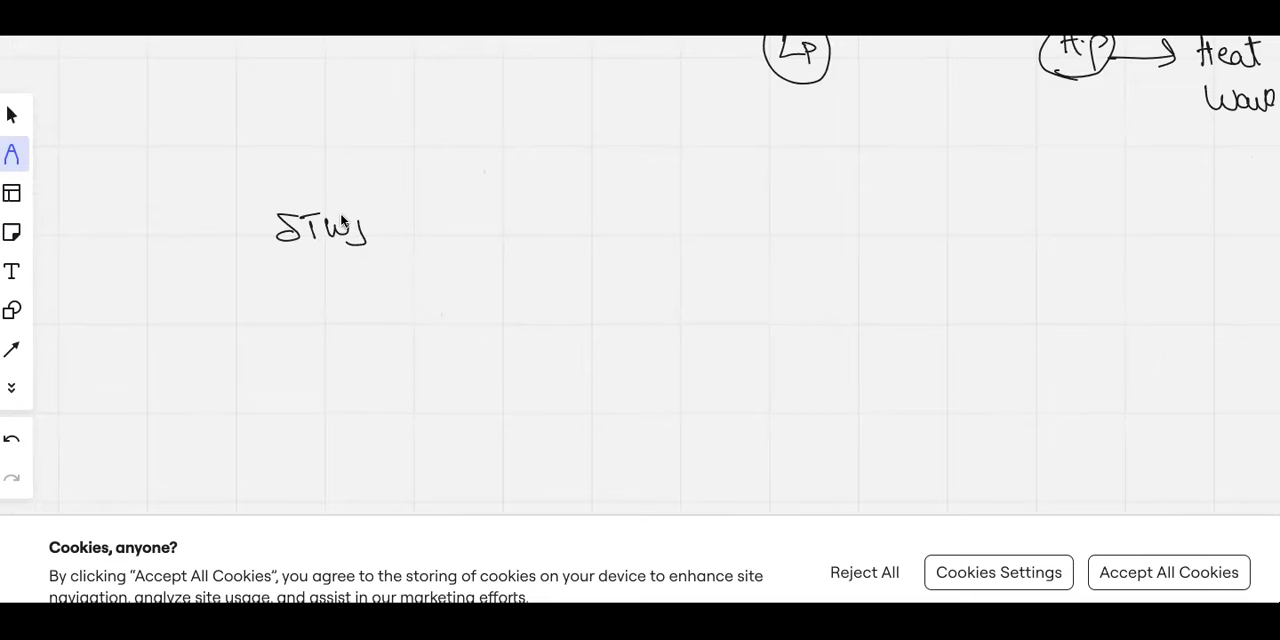 LP
H.p → Heat
Wave
STWJ
Cookies, anyone?
By clicking “Accept All Cookies”, you agree to the storing of cookies on your device to enhance site
navigation, analyze site usage, and assist in our marketing efforts.
Reject All
Cookies Settings
Accept All Cookies